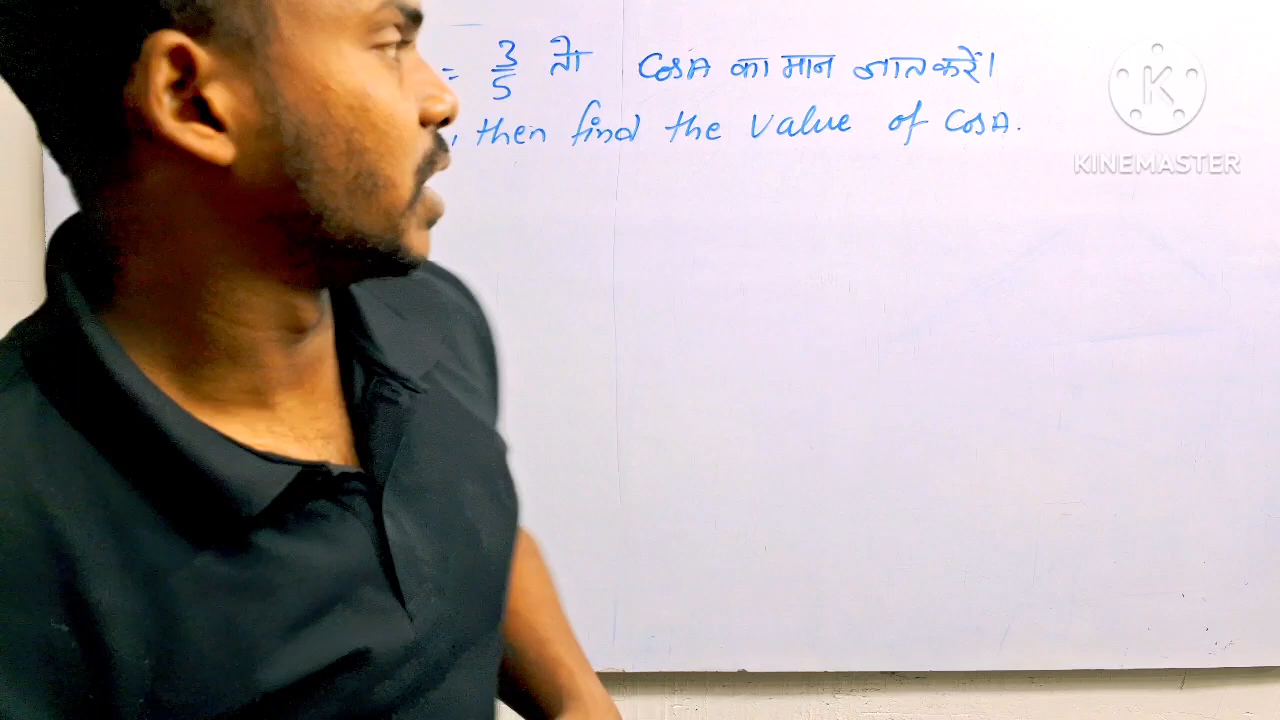 = 3/5 तो CosA का मान ज्ञात करें।
, then find the value of CosA.
KINEMASTER